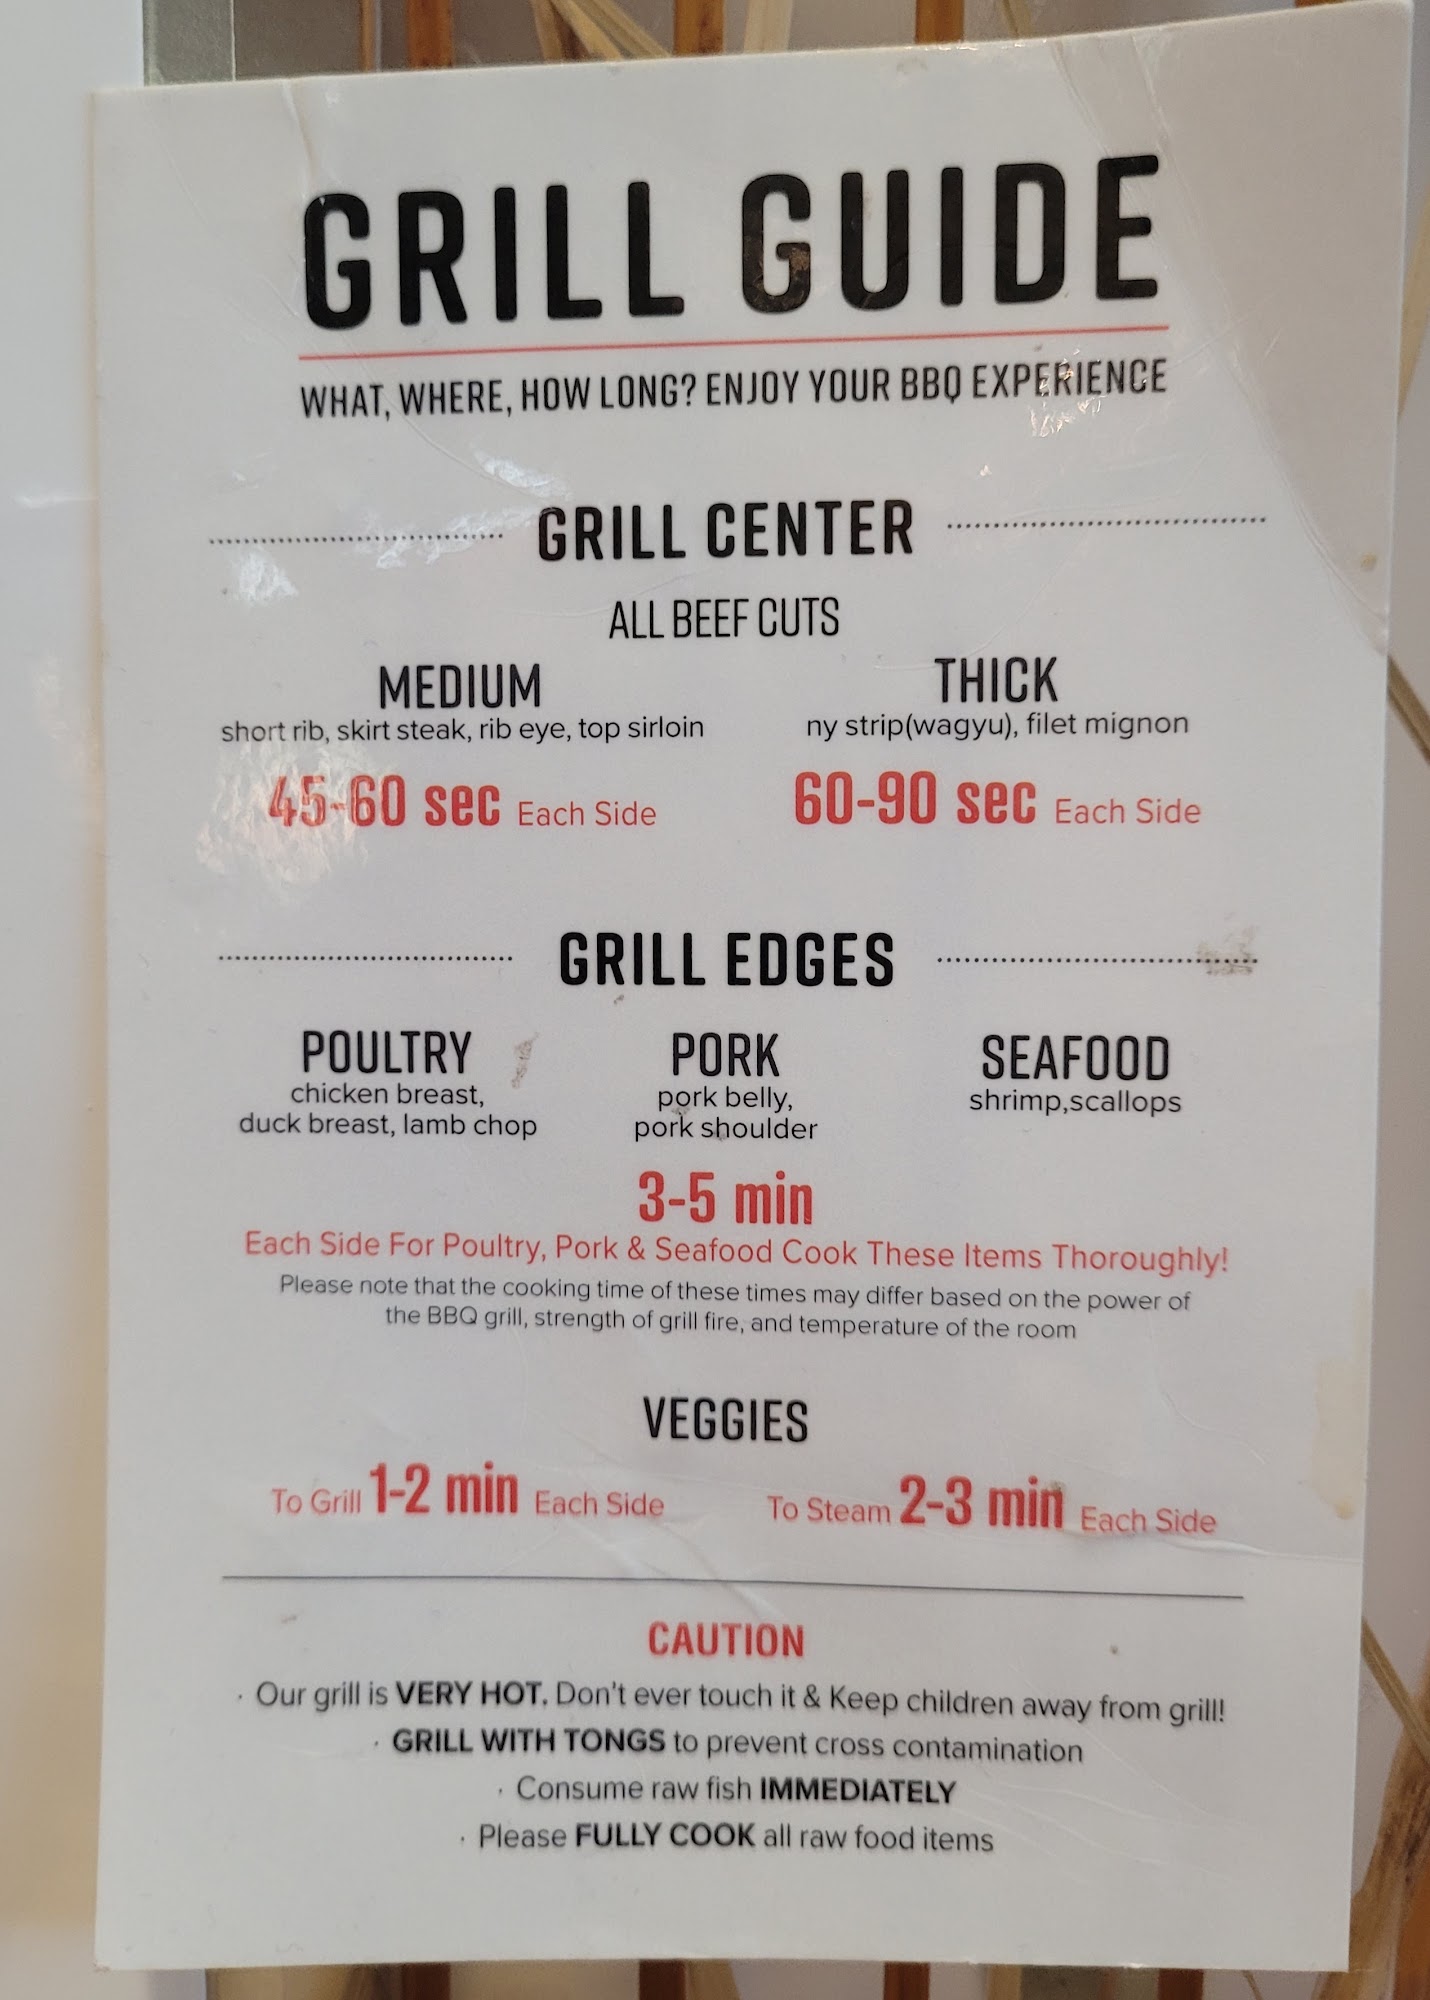 GRILL GUIDE
WHAT, WHERE, HOW LONG? ENJOY YOUR BBQ EXPERIENCE
GRILL CENTER
ALL BEEF CUTS
MEDIUM
short rib, skirt steak, rib eye, top sirloin
45-60 sec Each Side
THICK
ny strip(wagyu), filet mignon
60-90 sec Each Side
GRILL EDGES
POULTRY
chicken breast,
duck breast, lamb chop
PORK
pork belly,
pork shoulder
SEAFOOD
shrimp,scallops
3-5 min
Each Side For Poultry, Pork & Seafood Cook These Items Thoroughly!
Please note that the cooking time of these times may differ based on the power of
the BBQ grill, strength of grill fire, and temperature of the room
VEGGIES
To Grill 1-2 min Each Side
To Steam 2-3 min Each Side
CAUTION
· Our grill is VERY HOT. Don't ever touch it & Keep children away from grill!
· GRILL WITH TONGS to prevent cross contamination
· Consume raw fish IMMEDIATELY
· Please FULLY COOK all raw food items